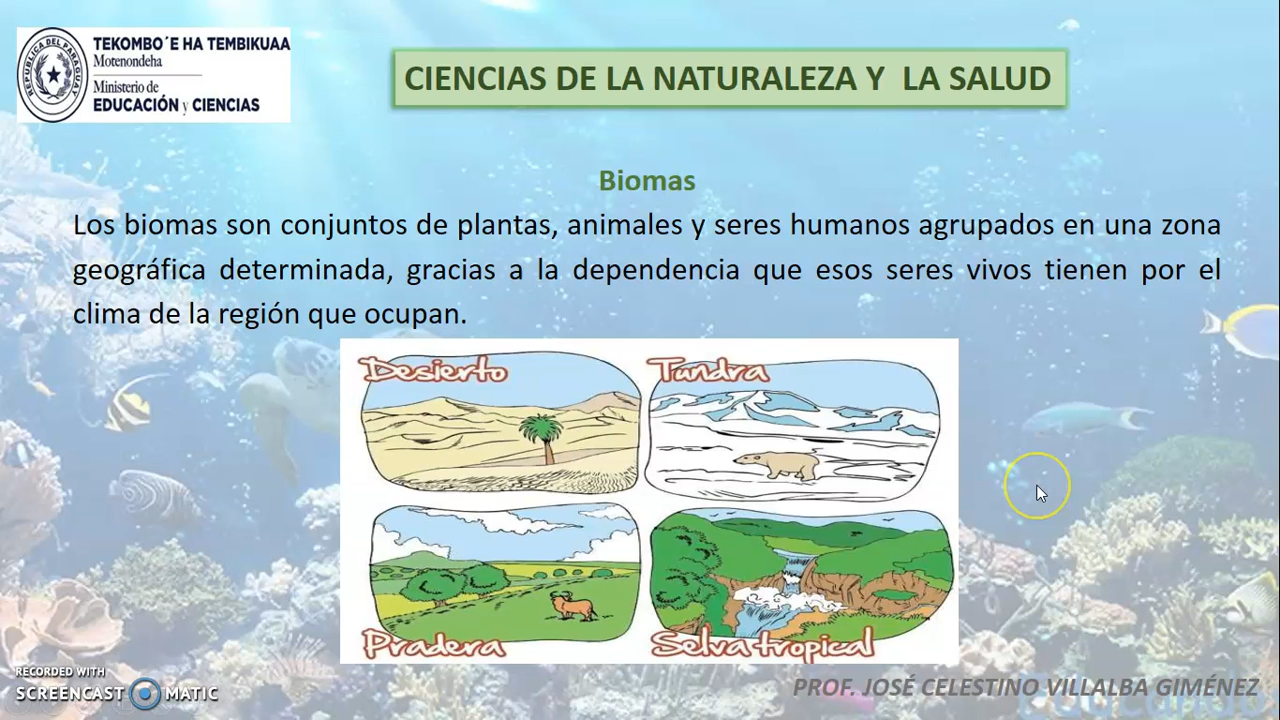 REPÚBLICA DEL PARAGUAY
TEKOMBO´E HA TEMBIKUAA
Motenondeha
Ministerio de
EDUCACIÓN y CIENCIAS
CIENCIAS DE LA NATURALEZA Y LA SALUD
Biomas
Los biomas son conjuntos de plantas, animales y seres humanos agrupados en una zona
geográfica determinada, gracias a la dependencia que esos seres vivos tienen por el
clima de la región que ocupan.
Desierto
Tundra
Pradera
Selva tropical
RECORDED WITH
SCREENCAST MATIC
PROF. JOSÉ CELESTINO VILLALBA GIMÉNEZ